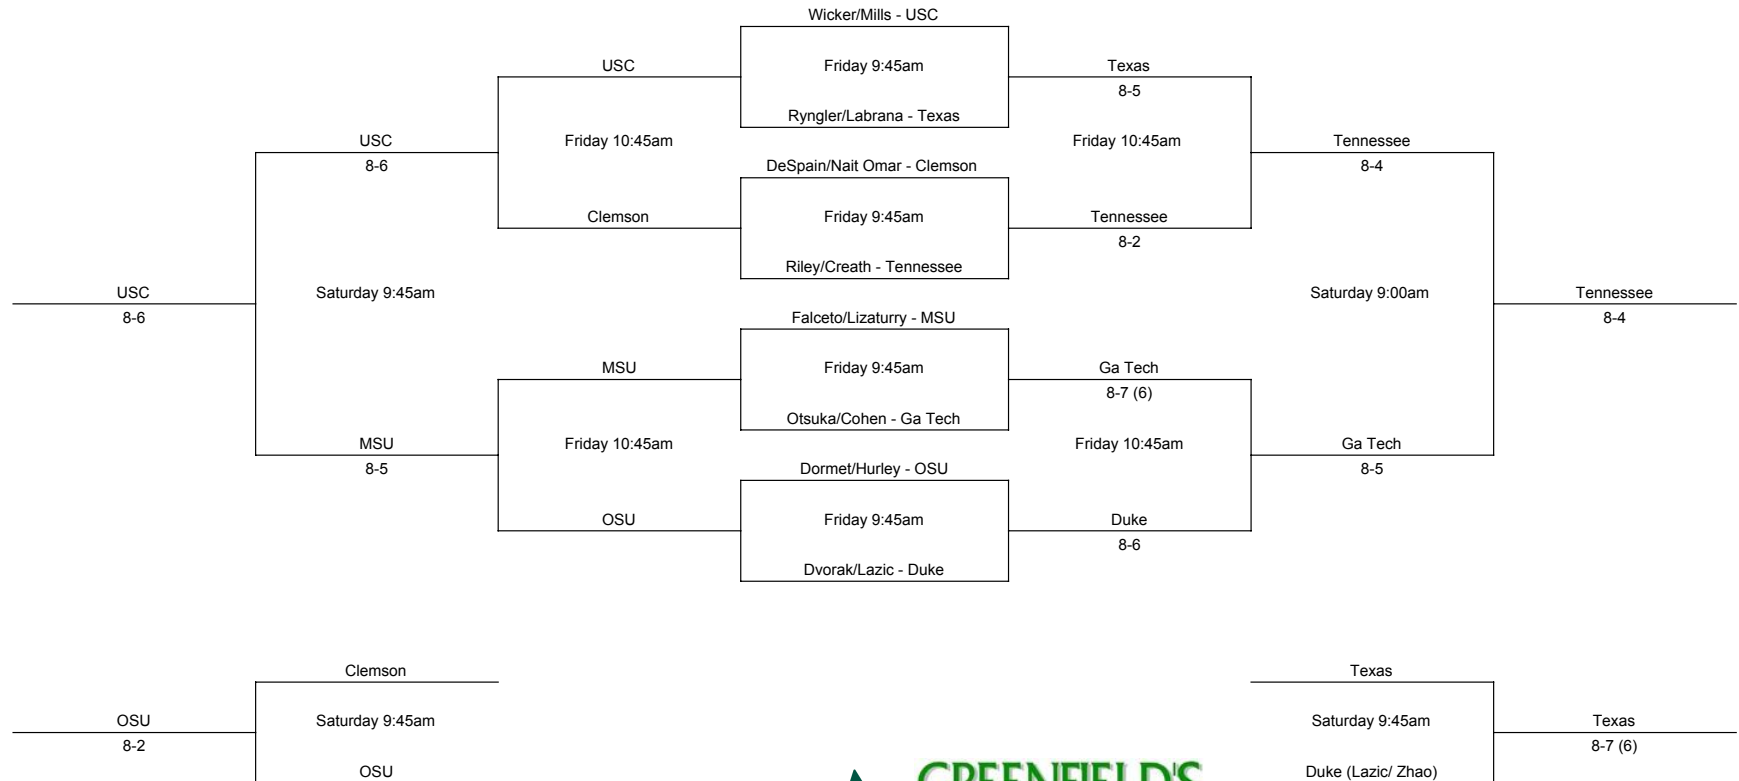 Wicker/Mills - USC
USC Friday 9:45am Texas
8-5
Ryngler/Labrana - Texas
USC Friday 10:45am Friday 10:45am Tennessee
8-6 DeSpain/Nait Omar - Clemson 8-4
Clemson Friday 9:45am Tennessee
8-2
Riley/Creath - Tennessee
USC Saturday 9:45am Saturday 9:00am Tennessee
8-6 Falceto/Lizaturry - MSU 8-4
MSU Friday 9:45am Ga Tech
8-7 (6)
Otsuka/Cohen - Ga Tech
MSU Friday 10:45am Friday 10:45am Ga Tech
8-5 Dormet/Hurley - OSU 8-5
OSU Friday 9:45am Duke
8-6
Dvorak/Lazic - Duke
Clemson Texas
OSU Saturday 9:45am Saturday 9:45am Texas
8-2 8-7 (6)
OSU GREENFIELD'S Duke (Lazic/ Zhao)